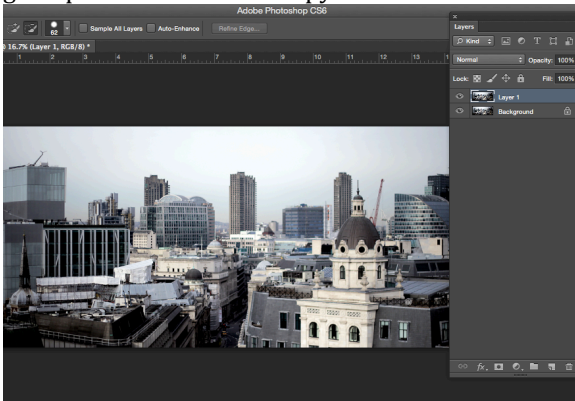 Adobe Photoshop CS6
62
Sample All Layers
Auto-Enhance
Refine Edge...
16.7% (Layer 1, RGB/8) *
1 2 3 4 5 6 7 8 9 10 11 12 13
Layers
Kind
Normal
Opacity: 100%
Lock:
Fill: 100%
Layer 1
Background
fx